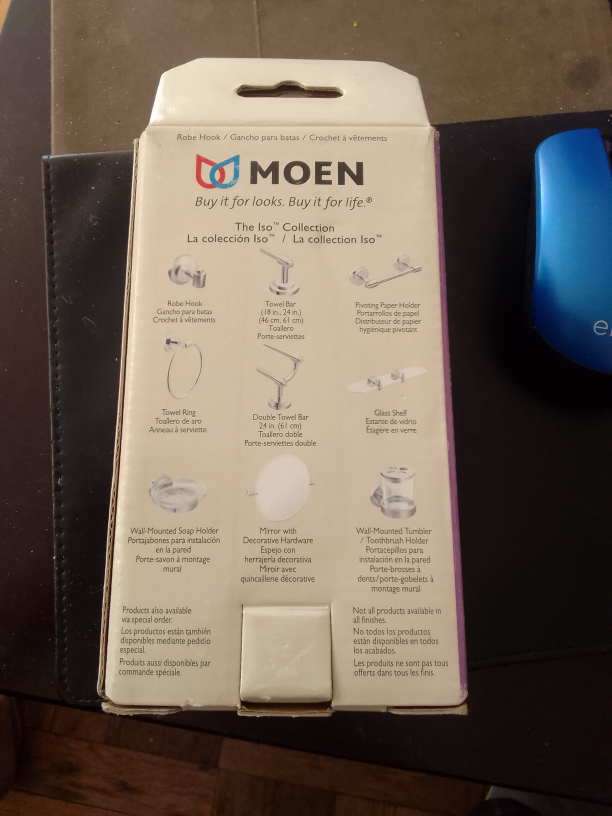 Robe Hook / Gancho para batas / Crochet à vêtements
MOEN
Buy it for looks. Buy it for life.®
The Iso™ Collection
La colección Iso™ / La collection Iso™
Robe Hook
Gancho para batas
Crochet à vêtements
Towel Bar
(18 in., 24 in.)
(46 cm, 61 cm)
Toallero
Porte-serviettes
Pivoting Paper Holder
Portarrollos de papel
Distributeur de papier
hygiénique pivotant
Towel Ring
Toallero de aro
Anneau à serviette
Double Towel Bar
24 in. (61 cm)
Toallero doble
Porte-serviettes double
Glass Shelf
Estante de vidrio
Étagère en verre
Wall-Mounted Soap Holder
Portajabones para instalación
en la pared
Porte-savon à montage
mural
Mirror with
Decorative Hardware
Espejo con
herrajería decorativa
Miroir avec
quincaillerie décorative
Wall-Mounted Tumbler
/ Toothbrush Holder
Portacepillos para
instalación en la pared
Porte-brosses à
dents/porte-gobelets à
montage mural
Products also available
via special order.
Los productos están también
disponibles mediante pedido
especial.
Produits aussi disponibles par
commande spéciale.
Not all products available in
all finishes.
No todos los productos
están disponibles en todos
los acabados.
Les produits ne sont pas tous
offerts dans tous les finis.